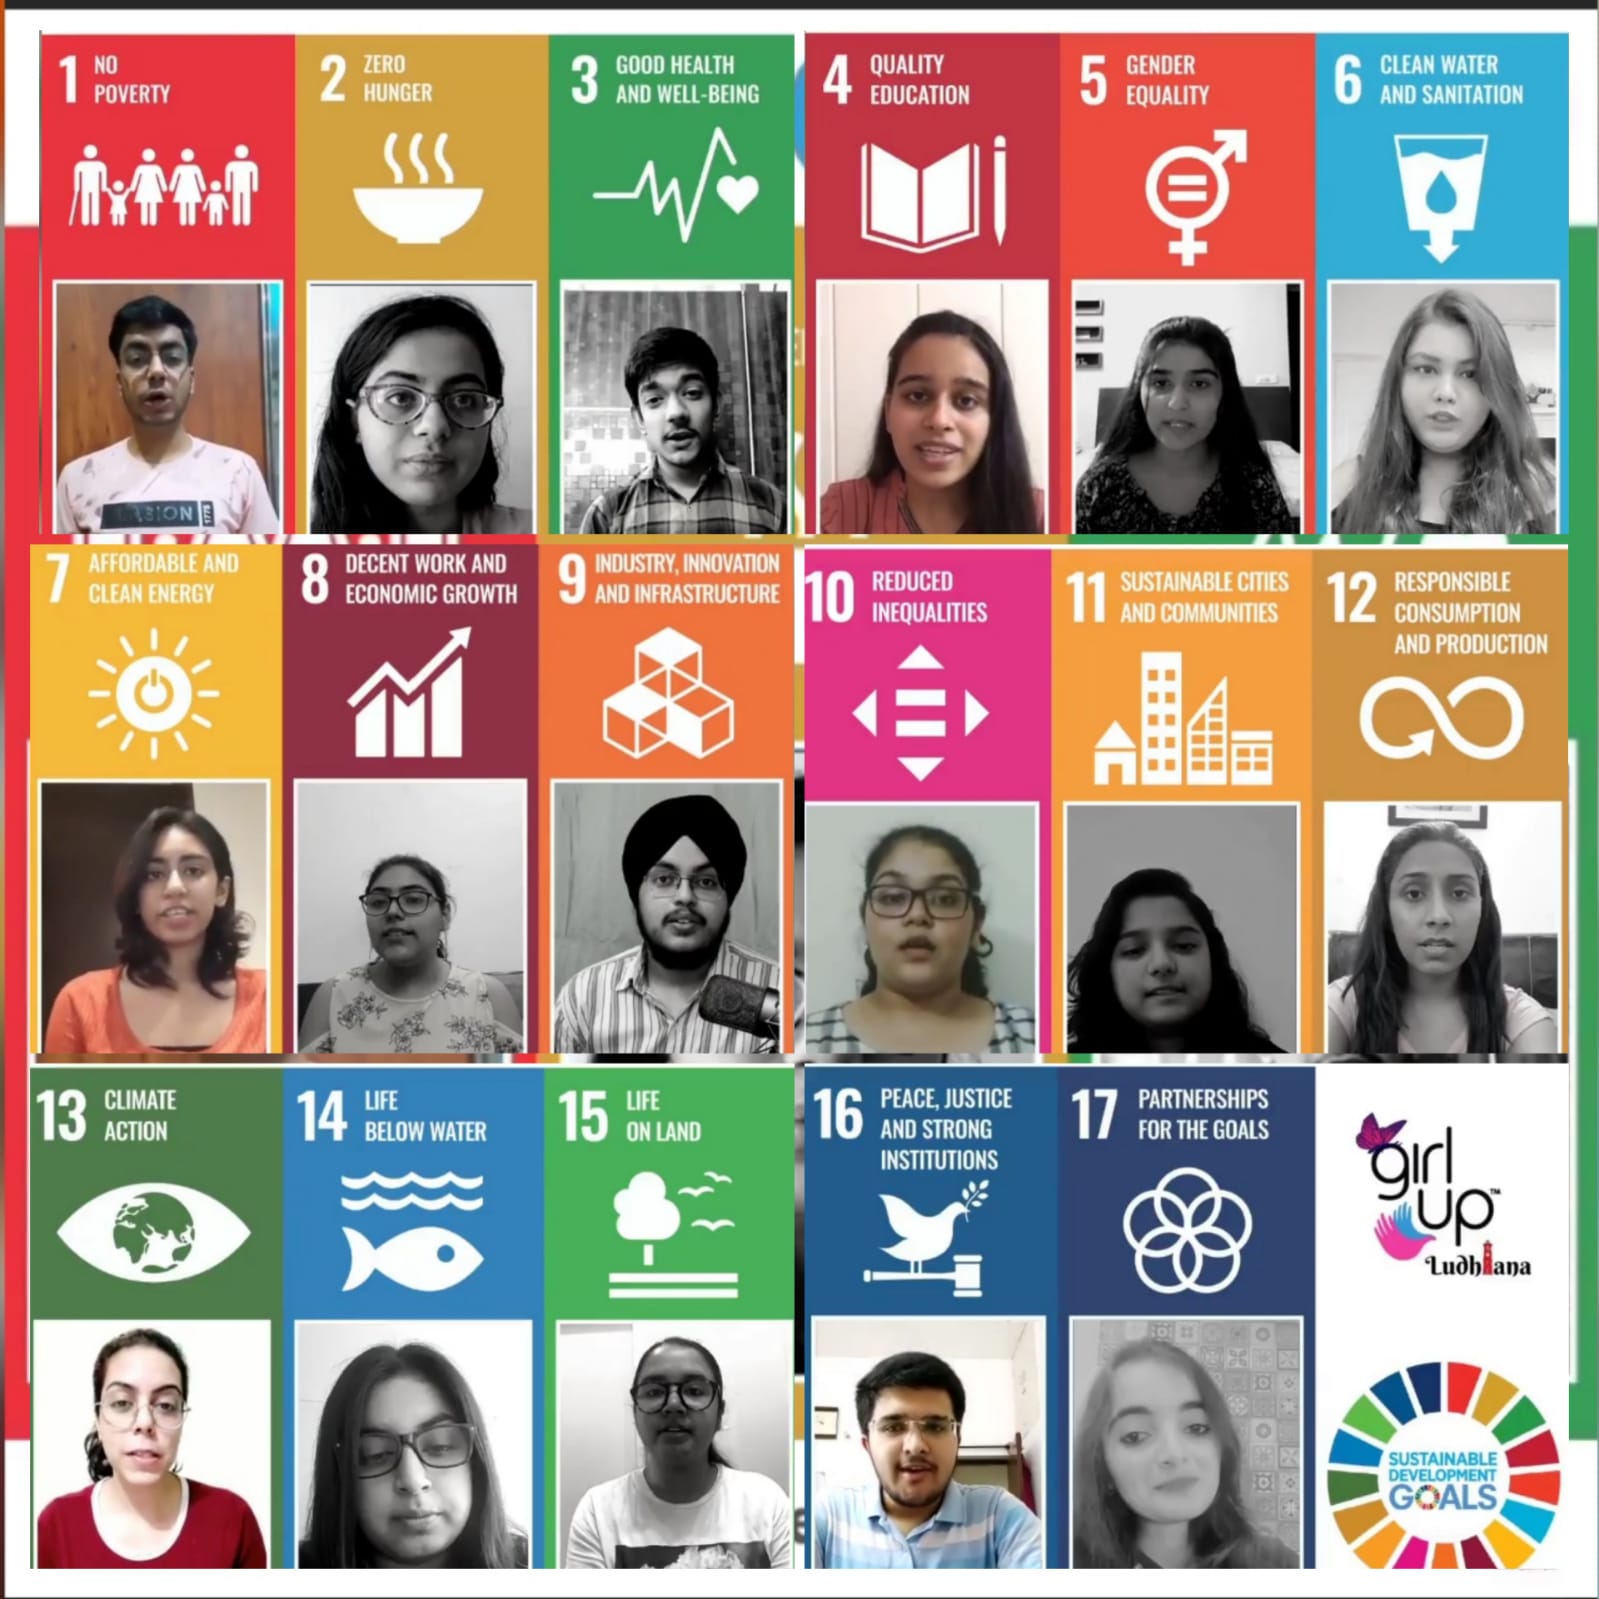 1 NO
POVERTY
2 ZERO
HUNGER
3 GOOD HEALTH
AND WELL-BEING
4 QUALITY
EDUCATION
5 GENDER
EQUALITY
6 CLEAN WATER
AND SANITATION
1773
7 AFFORDABLE AND
CLEAN ENERGY
8 DECENT WORK AND
ECONOMIC GROWTH
9 INDUSTRY, INNOVATION
AND INFRASTRUCTURE
10 REDUCED
INEQUALITIES
11 SUSTAINABLE CITIES
AND COMMUNITIES
12 RESPONSIBLE
CONSUMPTION
AND PRODUCTION
13 CLIMATE
ACTION
14 LIFE
BELOW WATER
15 LIFE
ON LAND
16 PEACE, JUSTICE
AND STRONG
INSTITUTIONS
17 PARTNERSHIPS
FOR THE GOALS
girl
up™
Ludhiana
SUSTAINABLE
DEVELOPMENT
GOALS